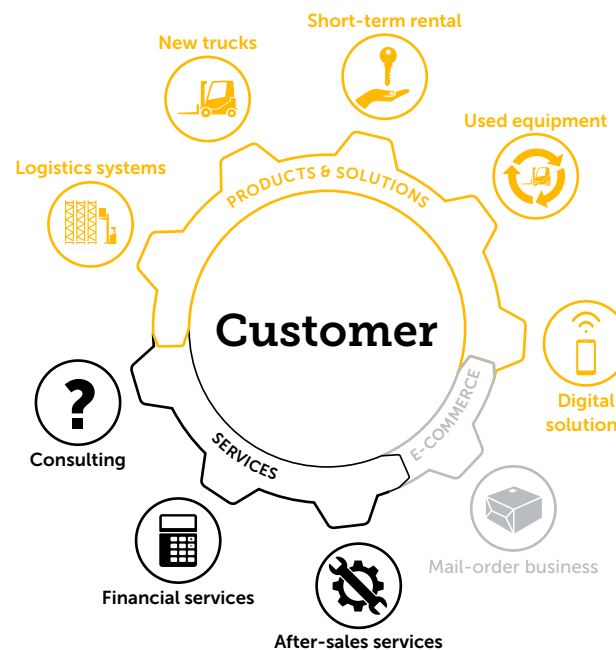 Short-term rental
New trucks
Used equipment
Logistics systems
PRODUCTS & SOLUTIONS
Customer
Digital
solution
E-COMMERCE
SERVICES
Consulting
Mail-order business
Financial services
After-sales services